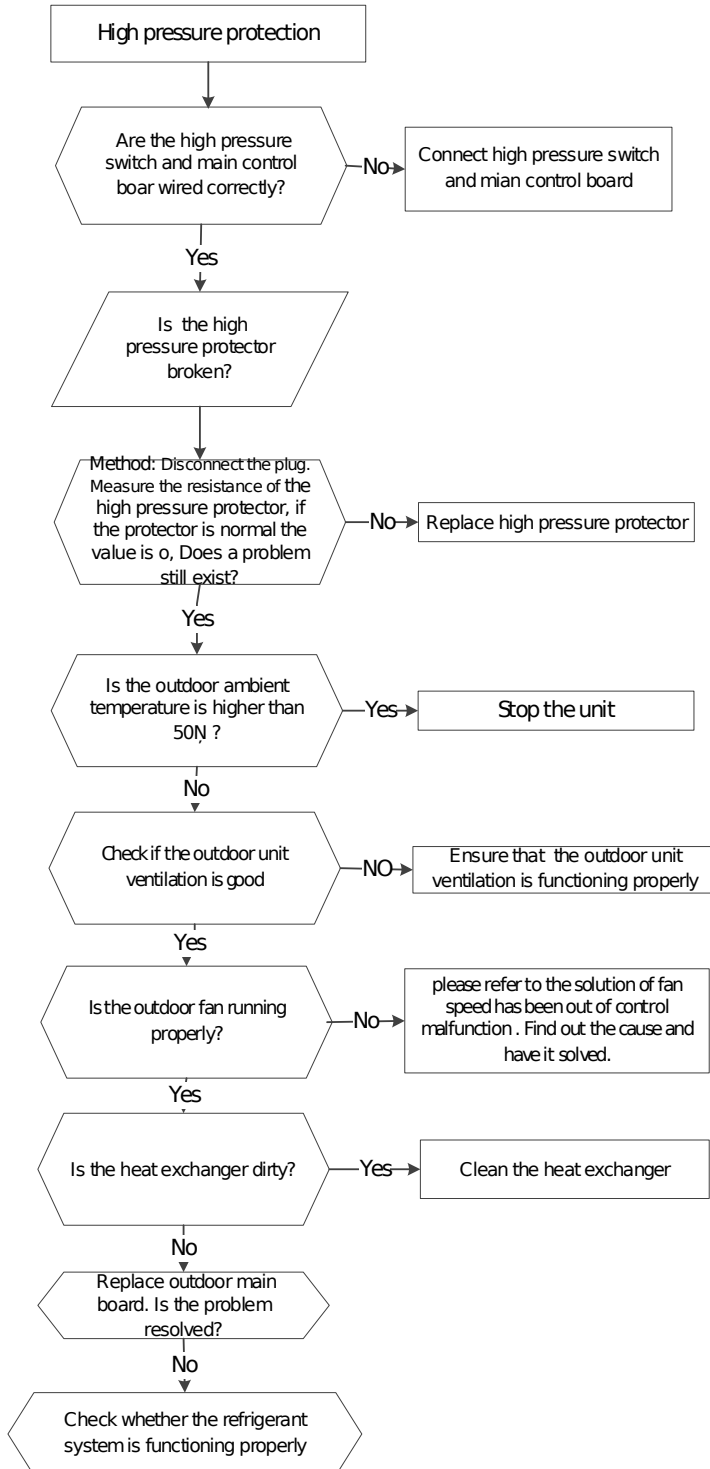 High pressure protection
Are the high pressure
switch and main control
boar wired correctly?
No
Connect high pressure switch
and mian control board
Yes
Is the high
pressure protector
broken?
Method: Disconnect the plug.
Measure the resistance of the
high pressure protector, if
the protector is normal the
value is o, Does a problem
still exist?
No
Replace high pressure protector
Yes
Is the outdoor ambient
temperature is higher than
50N, ?
Yes
Stop the unit
No
Check if the outdoor unit
ventilation is good
NO
Ensure that the outdoor unit
ventilation is functioning properly
Yes
Is the outdoor fan running
properly?
No
please refer to the solution of fan
speed has been out of control
malfunction . Find out the cause and
have it solved.
Yes
Is the heat exchanger dirty?
Yes
Clean the heat exchanger
No
Replace outdoor main
board. Is the problem
resolved?
No
Check whether the refrigerant
system is functioning properly